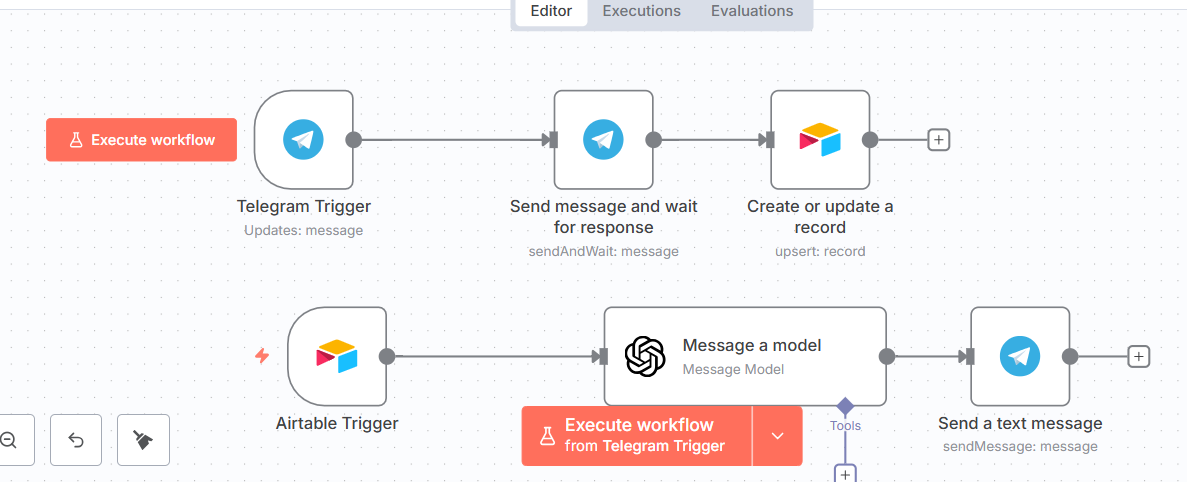 Editor Executions Evaluations
Execute workflow
Telegram Trigger
Updates: message
Send message and wait
for response
sendAndWait: message
Create or update a
record
upsert: record
Airtable Trigger
Message a model
Message Model
Tools
Execute workflow
from Telegram Trigger
Send a text message
sendMessage: message